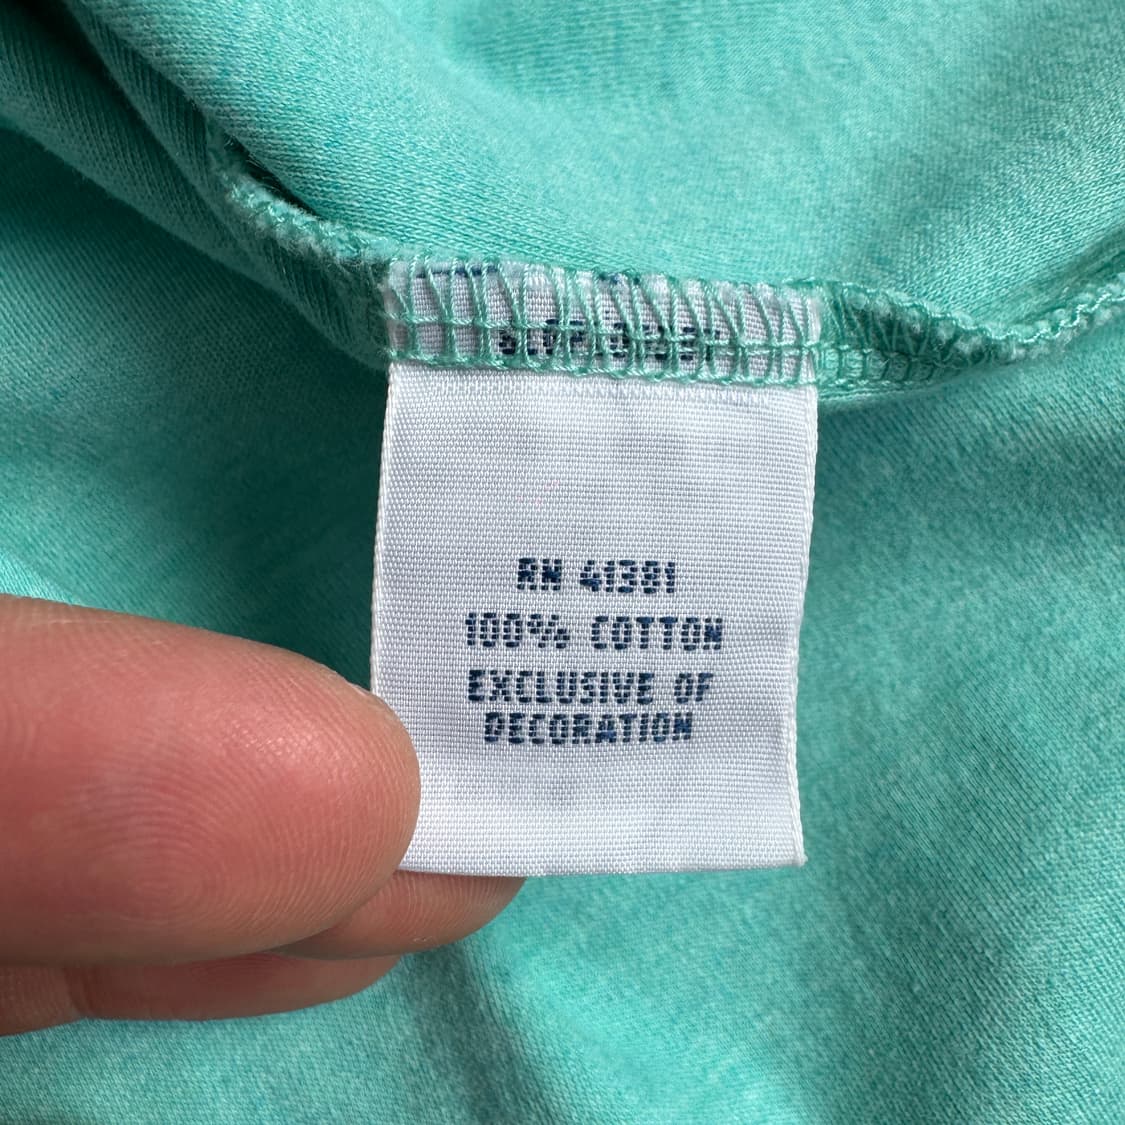 RN 41381
100% COTTON
EXCLUSIVE OF
DECORATION